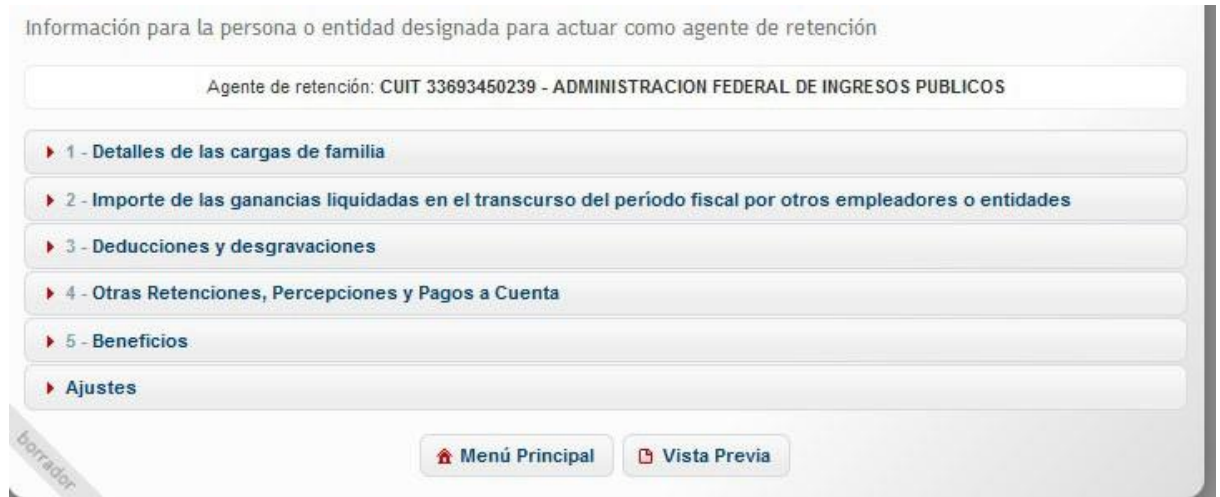 Información para la persona o entidad designada para actuar como agente de retención
Agente de retención: CUIT 33693450239 - ADMINISTRACION FEDERAL DE INGRESOS PUBLICOS
1 - Detalles de las cargas de familia
2 - Importe de las ganancias liquidadas en el transcurso del período fiscal por otros empleadores o entidades
3 - Deducciones y desgravaciones
4 - Otras Retenciones, Percepciones y Pagos a Cuenta
5 - Beneficios
Ajustes
borrador
Menú Principal
Vista Previa